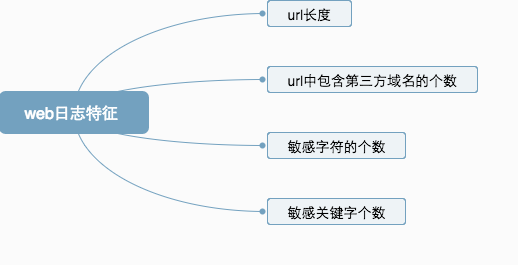 url长度
url中包含第三方域名的个数
web日志特征
敏感字符的个数
敏感关键字个数